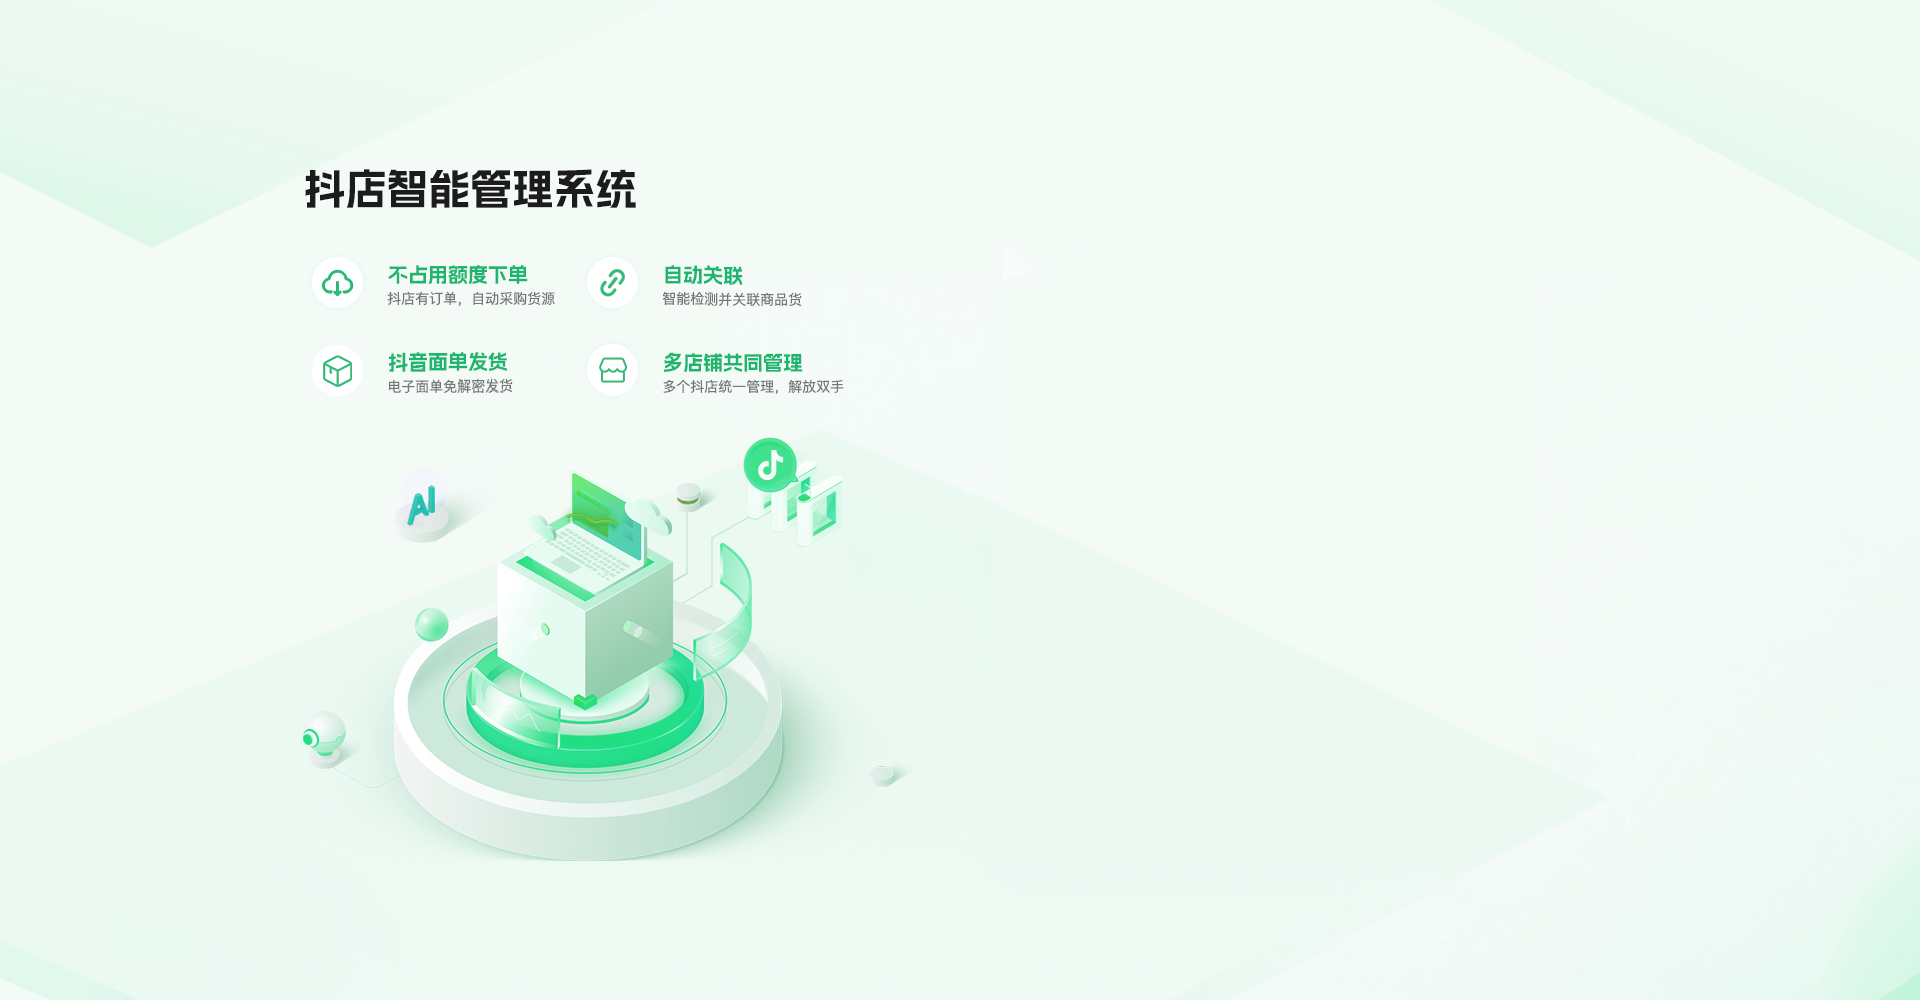 抖店智能管理系统
不占用额度下单
抖店有订单，自动采购货源
自动关联
智能检测并关联商品货
抖音面单发货
电子面单免解密发货
多店铺共同管理
多个抖店统一管理，解放双手
AI